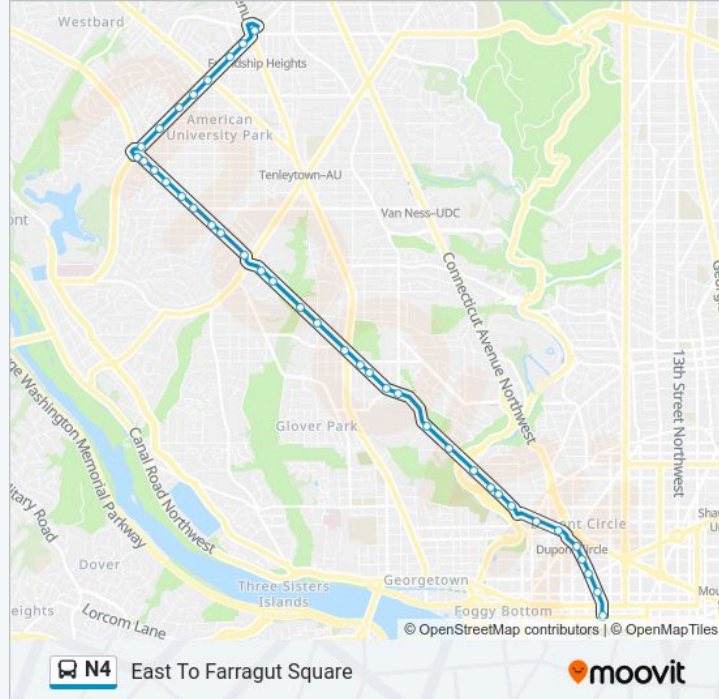 Westbard
Friendship Heights
American
University Park
Tenleytown–AU
Van Ness–UDC
Connecticut Avenue Northwest
13th Street Northwest
Glover Park
Canal Road Northwest
Washington Memorial Parkway
Dupont Circle
Dupont Circle
Dover
Three Sisters
Islands
Georgetown
Foggy Bottom
Lorcom Lane
© OpenStreetMap contributors | © OpenMapTiles
N4 East To Farragut Square
moovit